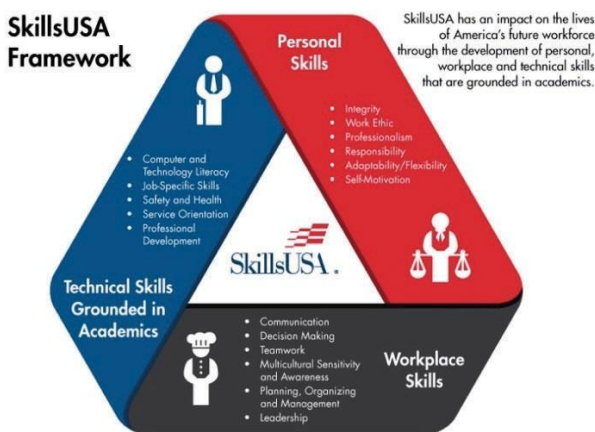 SkillsUSA
Framework
SkillsUSA has an impact on the lives
of America's future workforce
through the development of personal,
workplace and technical skills
that are grounded in academics.
Personal
Skills
• Integrity
• Work Ethic
• Professionalism
• Responsibility
• Adaptability/Flexibility
• Self-Motivation
• Computer and
Technology Literacy
• Job-Specific Skills
• Safety and Health
• Service Orientation
• Professional
Development
SkillsUSA.
Technical Skills
Grounded in
Academics
• Communication
• Decision Making
• Teamwork
• Multicultural Sensitivity
and Awareness
• Planning, Organizing
and Management
• Leadership
Workplace
Skills